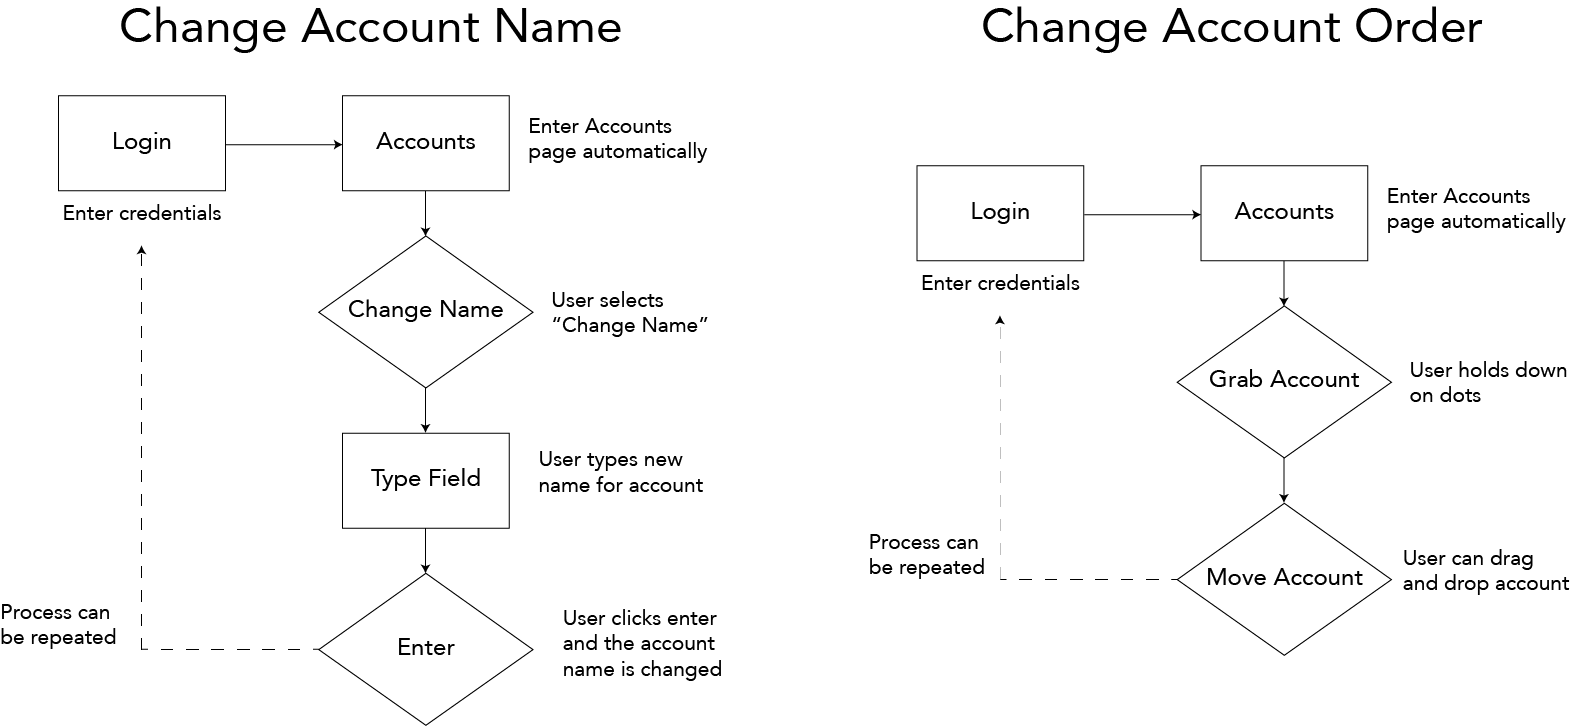 Change Account Name
Login
Enter credentials
Accounts
Enter Accounts
page automatically
Change Name
User selects
“Change Name”
Type Field
User types new
name for account
Enter
User clicks enter
and the account
name is changed
Process can
be repeated
Change Account Order
Login
Enter credentials
Accounts
Enter Accounts
page automatically
Grab Account
User holds down
on dots
Move Account
User can drag
and drop account
Process can
be repeated